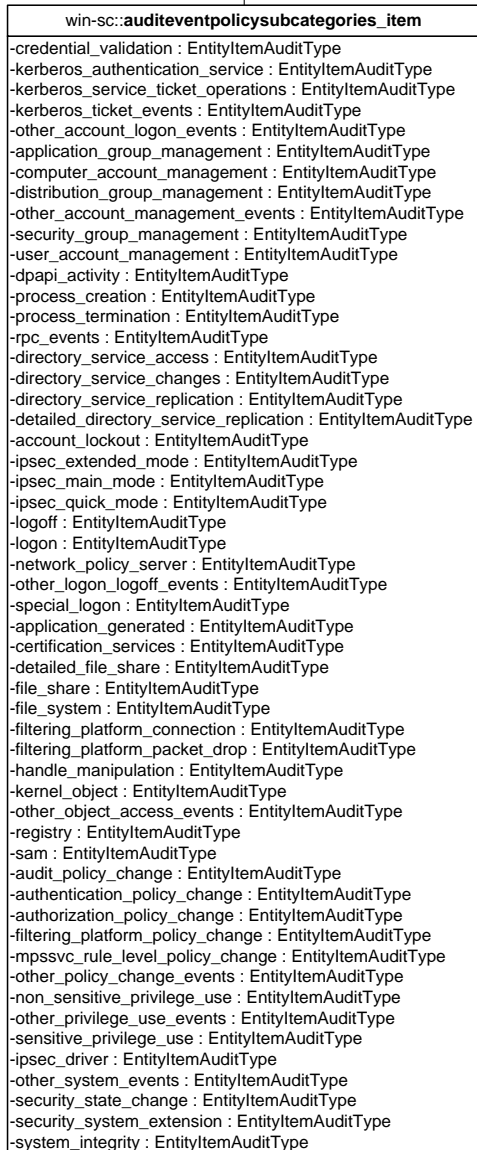 win-sc::auditeventpolicysubcategories_item
-credential_validation : EntityItemAuditType
-kerberos_authentication_service : EntityItemAuditType
-kerberos_service_ticket_operations : EntityItemAuditType
-kerberos_ticket_events : EntityItemAuditType
-other_account_logon_events : EntityItemAuditType
-application_group_management : EntityItemAuditType
-computer_account_management : EntityItemAuditType
-distribution_group_management : EntityItemAuditType
-other_account_management_events : EntityItemAuditType
-security_group_management : EntityItemAuditType
-user_account_management : EntityItemAuditType
-dpapi_activity : EntityItemAuditType
-process_creation : EntityItemAuditType
-process_termination : EntityItemAuditType
-rpc_events : EntityItemAuditType
-directory_service_access : EntityItemAuditType
-directory_service_changes : EntityItemAuditType
-directory_service_replication : EntityItemAuditType
-detailed_directory_service_replication : EntityItemAuditType
-account_lockout : EntityItemAuditType
-ipsec_extended_mode : EntityItemAuditType
-ipsec_main_mode : EntityItemAuditType
-ipsec_quick_mode : EntityItemAuditType
-logoff : EntityItemAuditType
-logon : EntityItemAuditType
-network_policy_server : EntityItemAuditType
-other_logon_logoff_events : EntityItemAuditType
-special_logon : EntityItemAuditType
-application_generated : EntityItemAuditType
-certification_services : EntityItemAuditType
-detailed_file_share : EntityItemAuditType
-file_share : EntityItemAuditType
-file_system : EntityItemAuditType
-filtering_platform_connection : EntityItemAuditType
-filtering_platform_packet_drop : EntityItemAuditType
-handle_manipulation : EntityItemAuditType
-kernel_object : EntityItemAuditType
-other_object_access_events : EntityItemAuditType
-registry : EntityItemAuditType
-sam : EntityItemAuditType
-audit_policy_change : EntityItemAuditType
-authentication_policy_change : EntityItemAuditType
-authorization_policy_change : EntityItemAuditType
-filtering_platform_policy_change : EntityItemAuditType
-mpssvc_rule_level_policy_change : EntityItemAuditType
-other_policy_change_events : EntityItemAuditType
-non_sensitive_privilege_use : EntityItemAuditType
-other_privilege_use_events : EntityItemAuditType
-sensitive_privilege_use : EntityItemAuditType
-ipsec_driver : EntityItemAuditType
-other_system_events : EntityItemAuditType
-security_state_change : EntityItemAuditType
-security_system_extension : EntityItemAuditType
-system_integrity : EntityItemAuditType